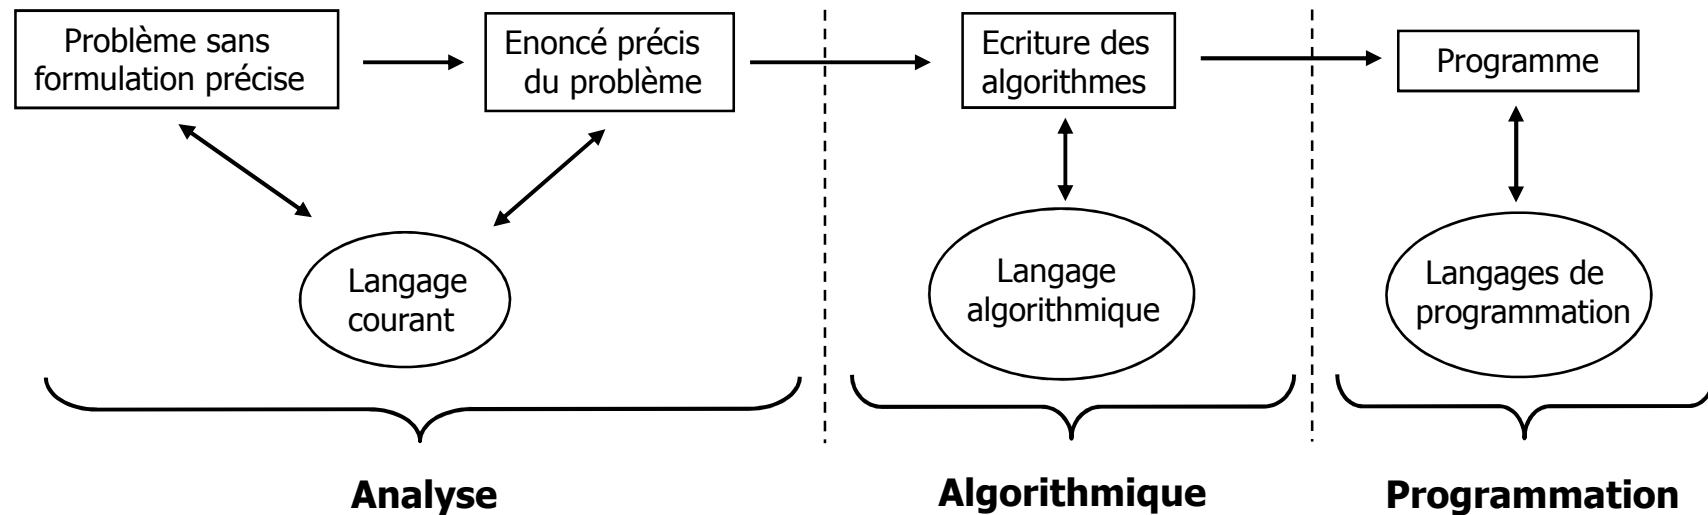 Problème sans
formulation précise
Enoncé précis
du problème
Ecriture des
algorithmes
Programme
Langage
courant
Langage
algorithmique
Langages de
programmation
Analyse
Algorithmique
Programmation